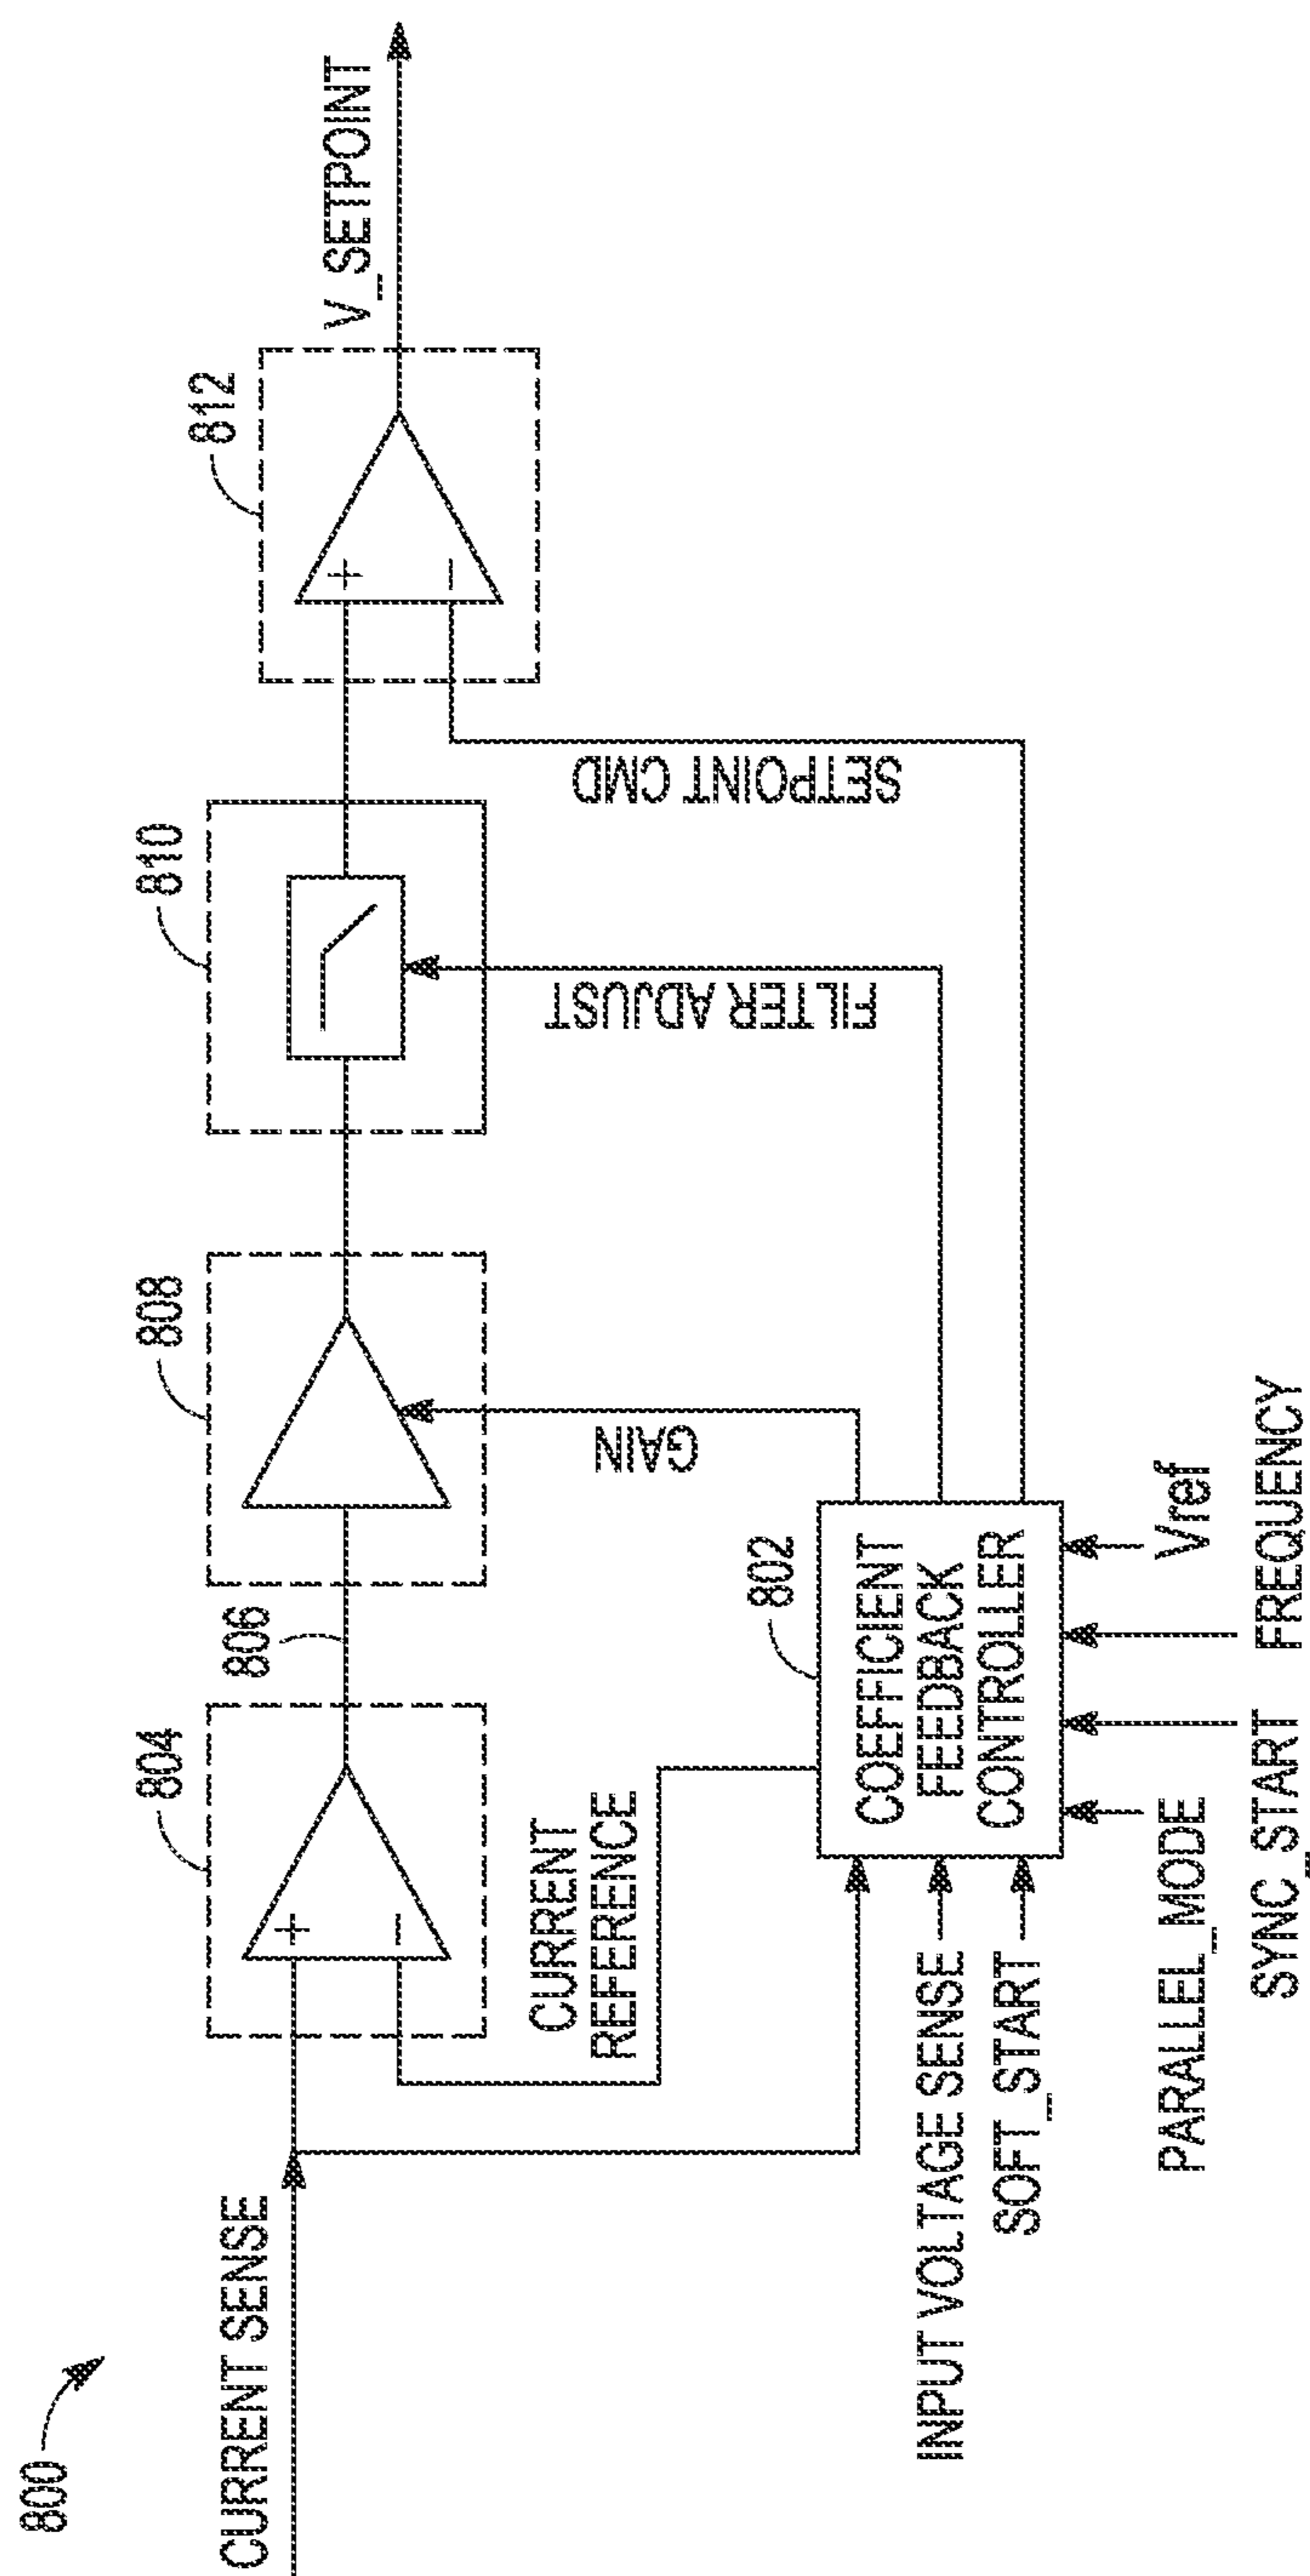 800
CURRENT SENSE
804
806
808
810
812
V_SETPOINT
CURRENT
REFERENCE
GAIN
FILTER ADJUST
SETPOINT CMD
802
COEFFICIENT
FEEDBACK
CONTROLLER
INPUT VOLTAGE SENSE
SOFT_START
PARALLEL_MODE
SYNC_START
FREQUENCY
Vref